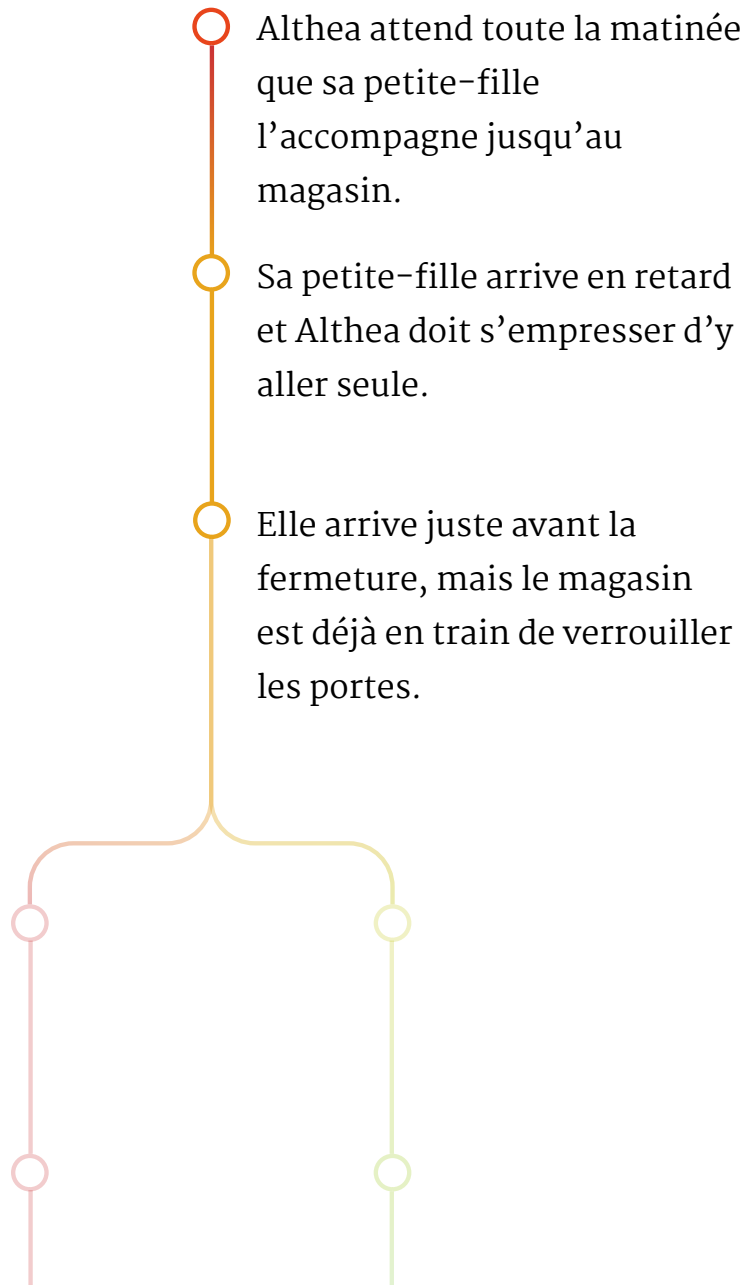 Althea attend toute la matinée
que sa petite-fille
l’accompagne jusqu’au
magasin.
Sa petite-fille arrive en retard
et Althea doit s’empresser d’y
aller seule.
Elle arrive juste avant la
fermeture, mais le magasin
est déjà en train de verrouiller
les portes.